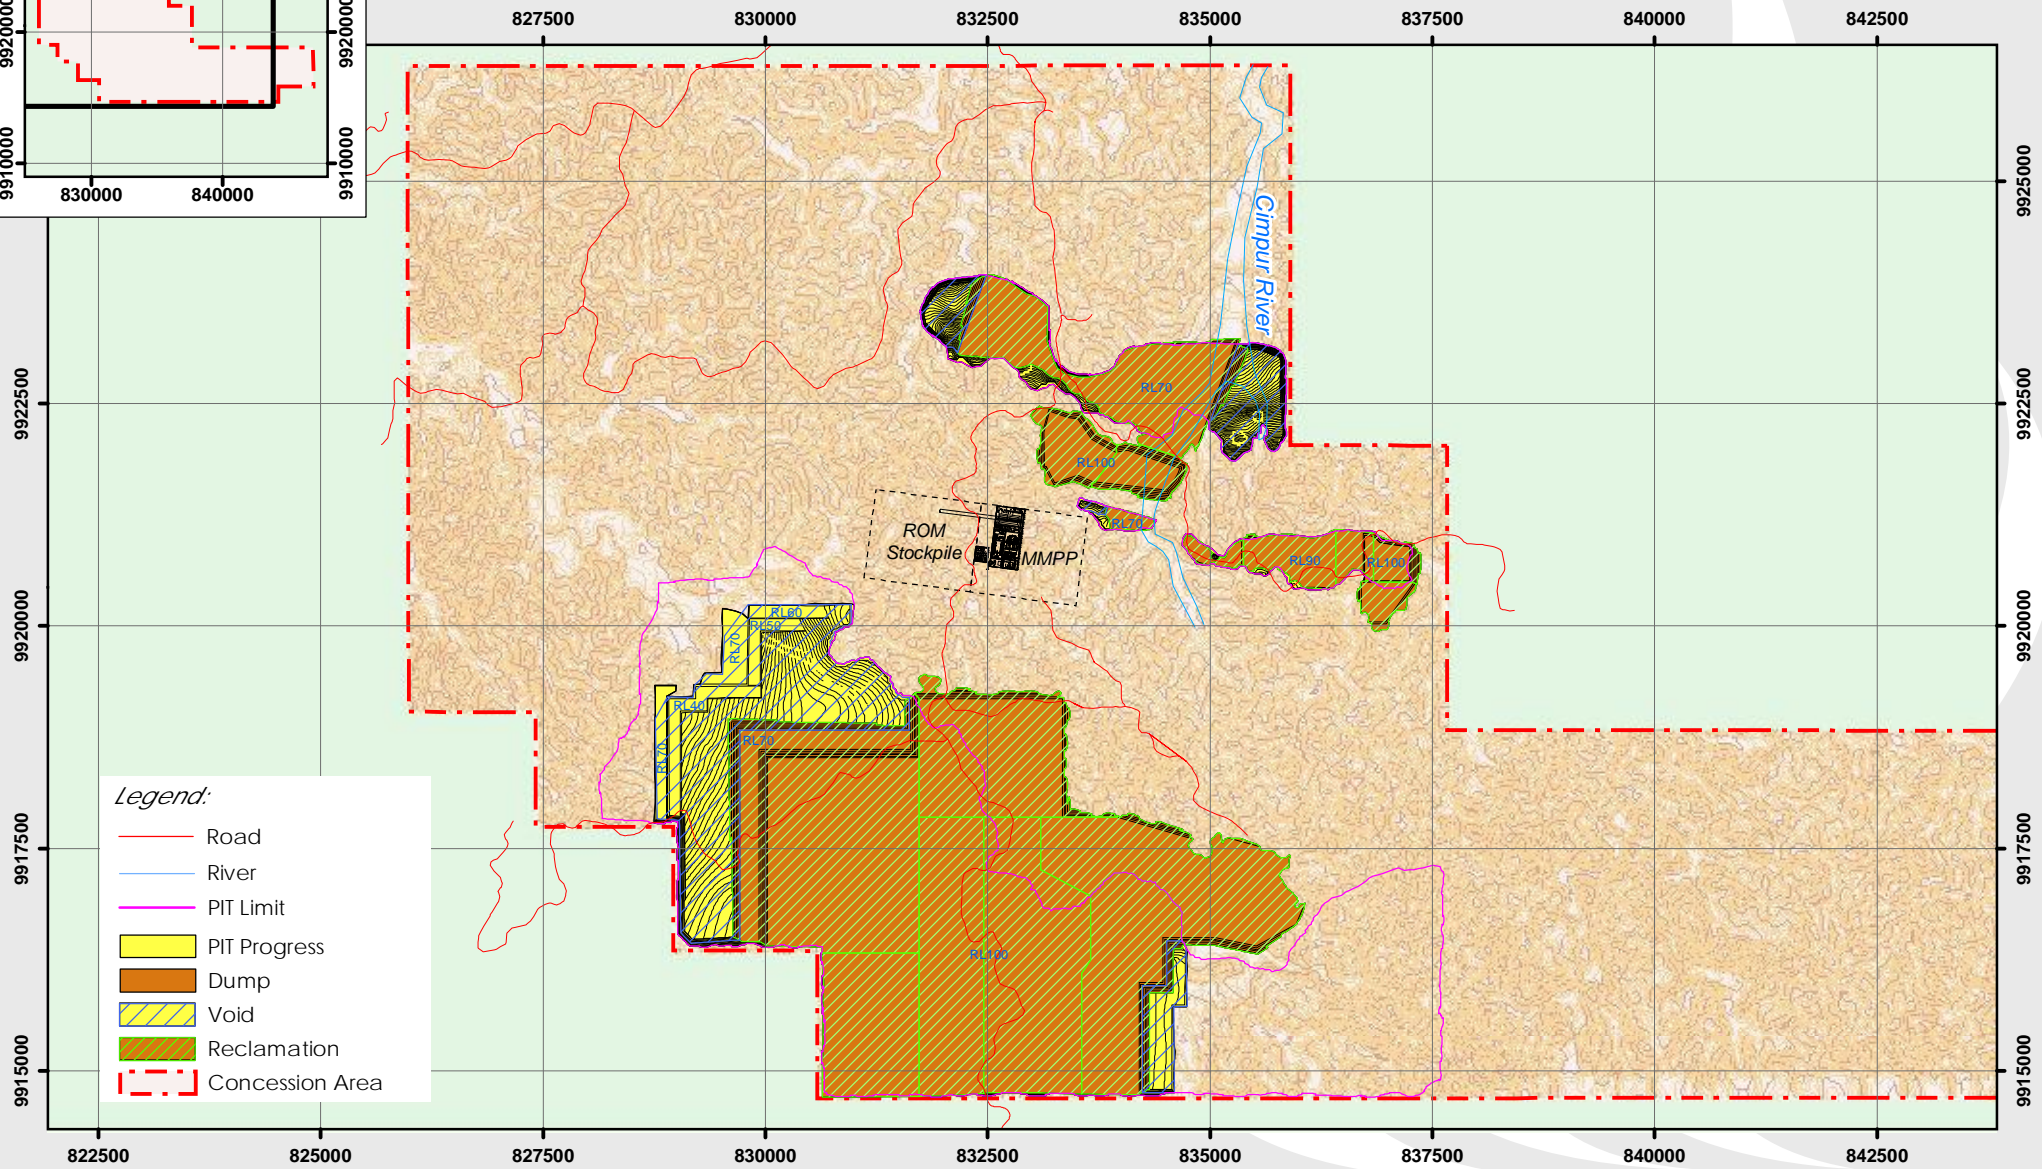 827500 830000 832500 835000 837500 840000 842500
9920000 9920000
9910000 9910000
830000 840000
9925000
9922500 9922500
9920000 9920000
9917500 9917500
9915000 9915000
Cimpur River
RL70
RL100
RL70
ROM
Stockpile
MMPP
RL90
RL100
RL60
RL50
RL70
RL40
RL70
RL70
RL100
Legend:
Road
River
PIT Limit
PIT Progress
Dump
Void
Reclamation
Concession Area
822500 825000 827500 830000 832500 835000 837500 840000 842500